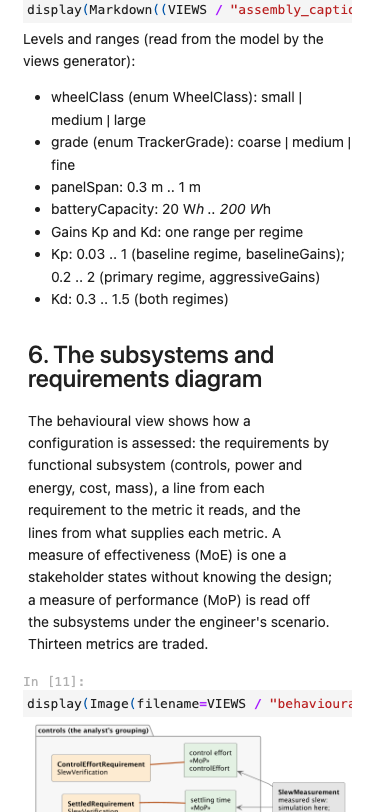 display(Markdown((VIEWS / "assembly_captio
Levels and ranges (read from the model by the
views generator):
• wheelClass (enum WheelClass): small |
medium | large
• grade (enum TrackerGrade): coarse | medium |
fine
• panelSpan: 0.3 m .. 1 m
• batteryCapacity: 20 Wh .. 200 Wh
• Gains Kp and Kd: one range per regime
• Kp: 0.03 .. 1 (baseline regime, baselineGains);
0.2 .. 2 (primary regime, aggressiveGains)
• Kd: 0.3 .. 1.5 (both regimes)
6. The subsystems and
requirements diagram
The behavioural view shows how a
configuration is assessed: the requirements by
functional subsystem (controls, power and
energy, cost, mass), a line from each
requirement to the metric it reads, and the
lines from what supplies each metric. A
measure of effectiveness (MoE) is one a
stakeholder states without knowing the design;
a measure of performance (MoP) is read off
the subsystems under the engineer's scenario.
Thirteen metrics are traded.
In [11]:
display(Image(filename=VIEWS / "behavioura
controls (the analyst's grouping)
control effort
«MoP»
controlEffort
ControlEffortRequirement
SlewVerification
SlewMeasurement
measured slew:
simulation here,
settling time
«MoP»
SettledRequirement
SlewVerification